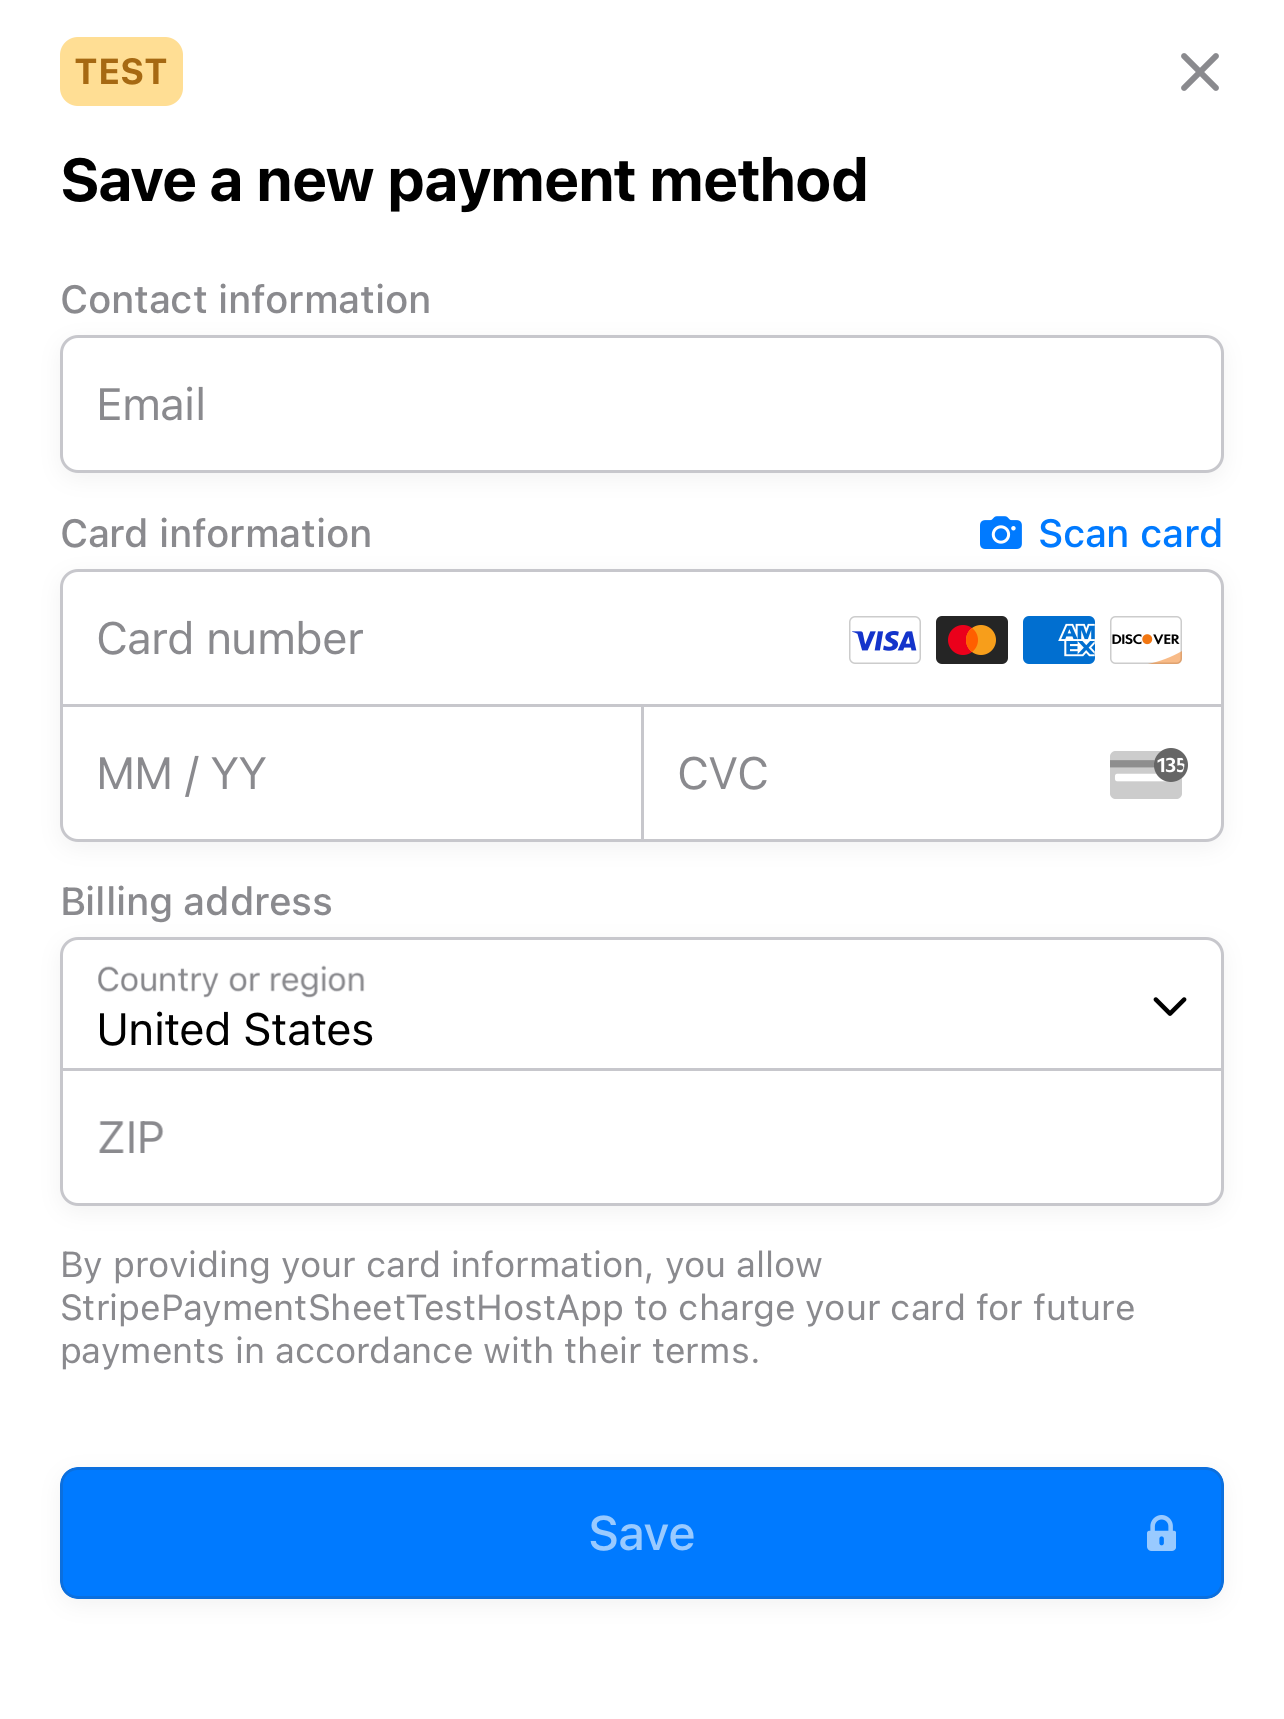 TEST
Save a new payment method
Contact information
Email
Card information
Scan card
Card number
VISA
AM
EX
DISCOVER
MM / YY
CVC
135
Billing address
Country or region
United States
ZIP
By providing your card information, you allow
StripePaymentSheetTestHostApp to charge your card for future
payments in accordance with their terms.
Save